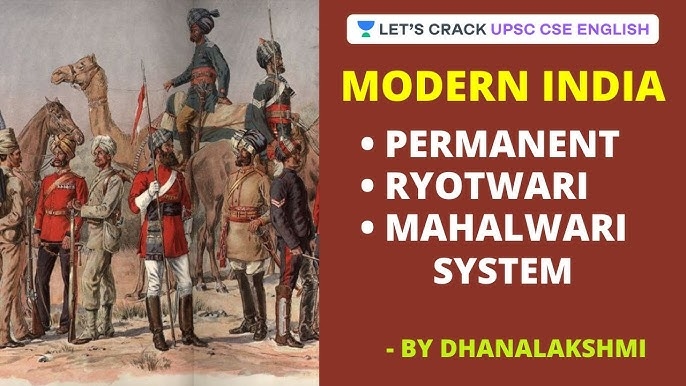 LET'S CRACK UPSC CSE ENGLISH
MODERN INDIA
• PERMANENT
• RYOTWARI
• MAHALWARI
SYSTEM
- BY DHANALAKSHMI